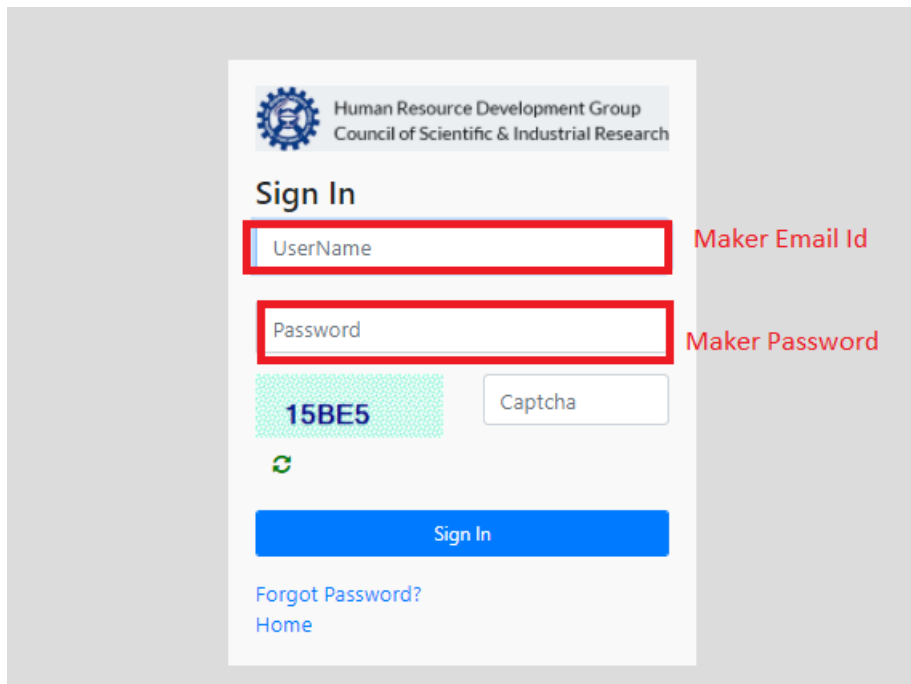 Human Resource Development Group
Council of Scientific & Industrial Research
Sign In
UserName
Maker Email Id
Password
Maker Password
15BE5
Captcha
Sign In
Forgot Password?
Home